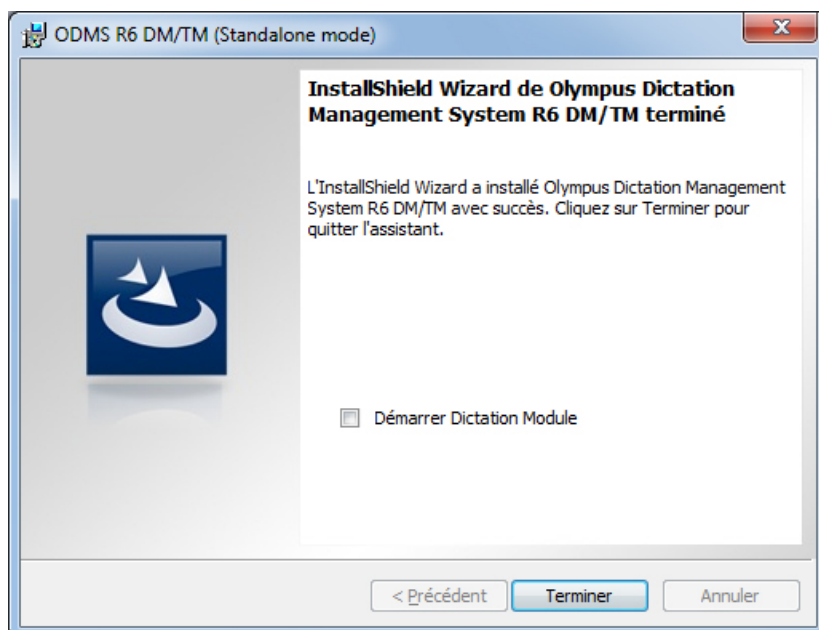 ODMS R6 DM/TM (Standalone mode)
InstallShield Wizard de Olympus Dictation
Management System R6 DM/TM terminé
L'InstallShield Wizard a installé Olympus Dictation Management
System R6 DM/TM avec succès. Cliquez sur Terminer pour
quitter l'assistant.
Démarrer Dictation Module
< Précédent
Terminer
Annuler